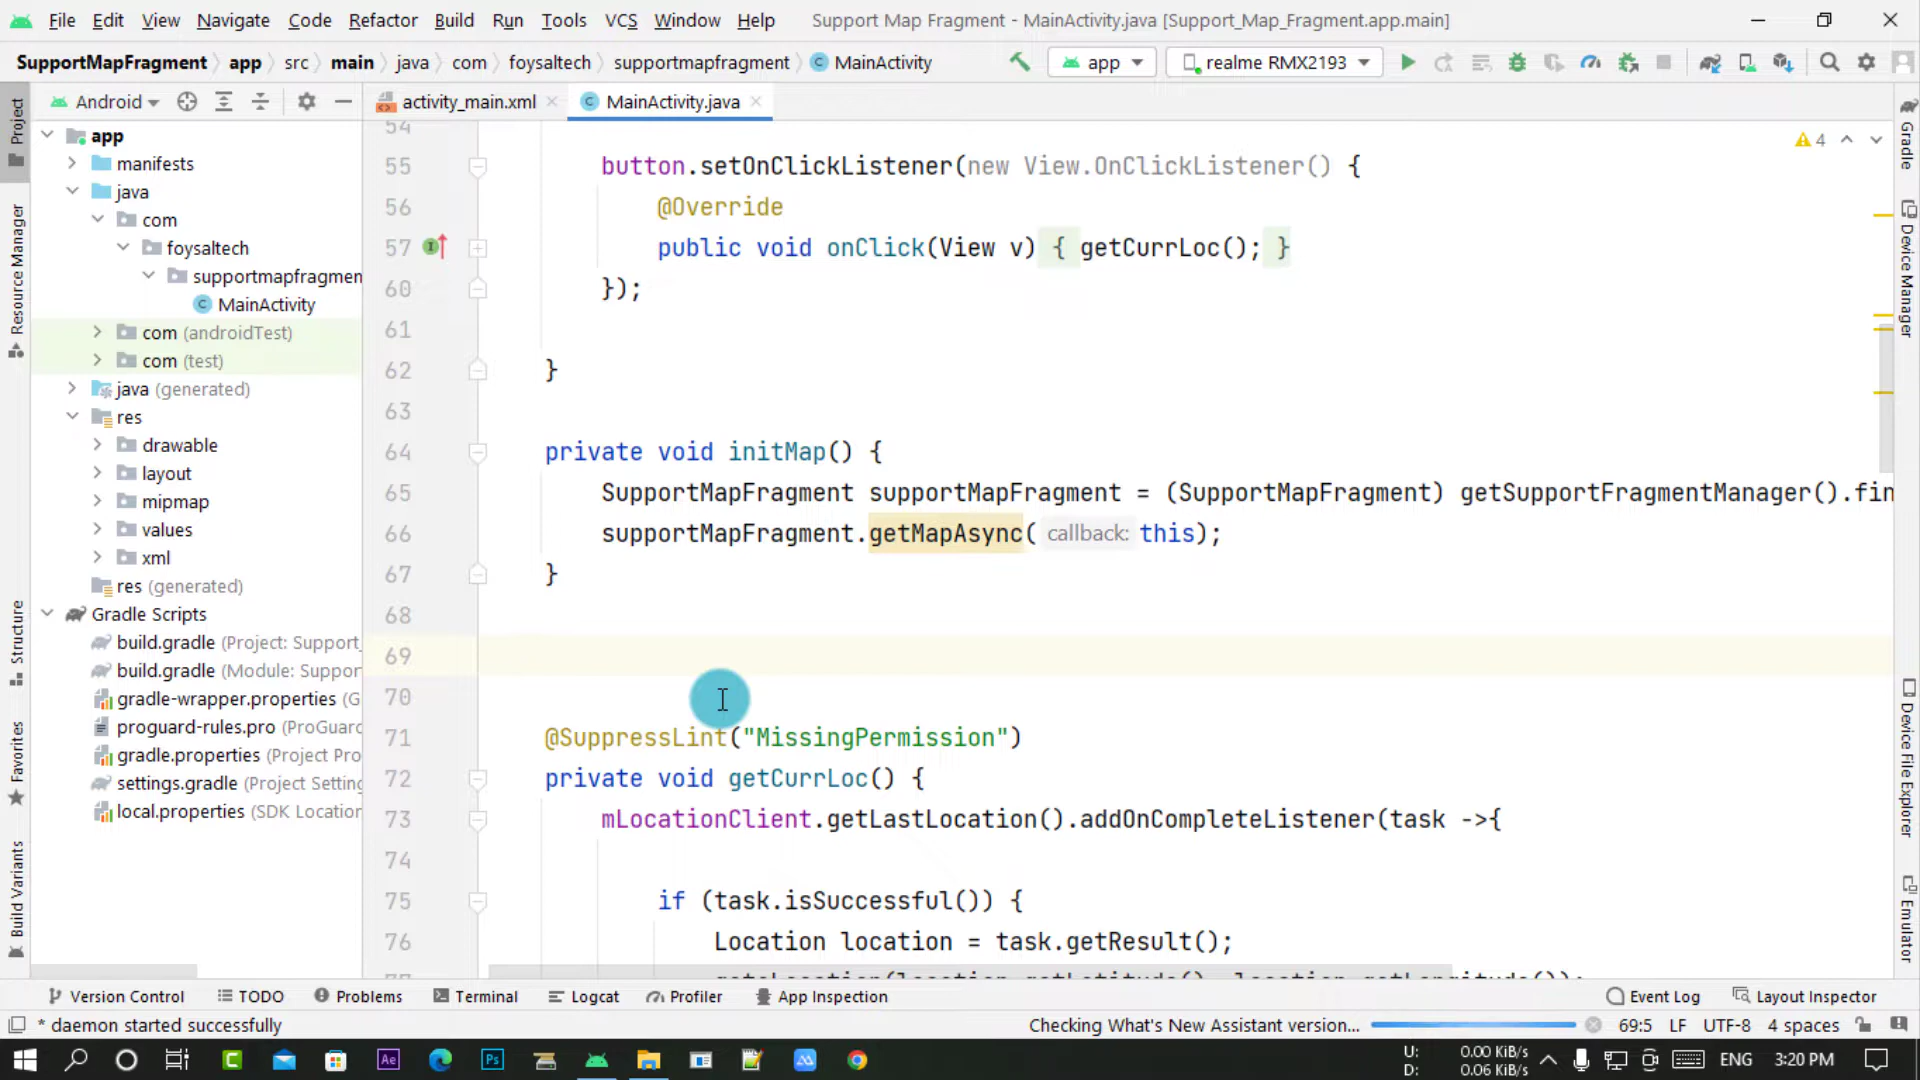 File Edit View Navigate Code Refactor Build Run Tools VCS Window Help Support Map Fragment - MainActivity.java [Support_Map_Fragment.app.main]
SupportMapFragment app src main java com foysaltech supportmapfragment C MainActivity app realme RMX2193
Android activity_main.xml C MainActivity.java
Project
Resource Manager
Structure
Favorites
Build Variants
app
manifests
java
com
foysaltech
supportmapfragmen
C MainActivity
com (androidTest)
com (test)
java (generated)
res
drawable
layout
mipmap
values
xml
res (generated)
Gradle Scripts
build.gradle (Project: Support_
build.gradle (Module: Suppor
gradle-wrapper.properties (G
proguard-rules.pro (ProGuard
gradle.properties (Project Pro
settings.gradle (Project Setting
local.properties (SDK Location
4
54
55 button.setOnClickListener(new View.OnClickListener() {
56 @Override
57 public void onClick(View v) { getCurrLoc(); }
60 });
61
62 }
63
64 private void initMap() {
65 SupportMapFragment supportMapFragment = (SupportMapFragment) getSupportFragmentManager().fin
66 supportMapFragment.getMapAsync( callback: this);
67 }
68
69
70
71 @SuppressLint("MissingPermission")
72 private void getCurrLoc() {
73 mLocationClient.getLastLocation().addOnCompleteListener(task ->{
74
75 if (task.isSuccessful()) {
76 Location location = task.getResult();
Gradle
Device Manager
Device File Explorer
Emulator
Version Control TODO Problems Terminal Logcat Profiler App Inspection Event Log Layout Inspector
* daemon started successfully Checking What's New Assistant version... 69:5 LF UTF-8 4 spaces
C Ae Ps U: 0.00 KiB/s ENG 3:20 PM
D: 0.06 KiB/s